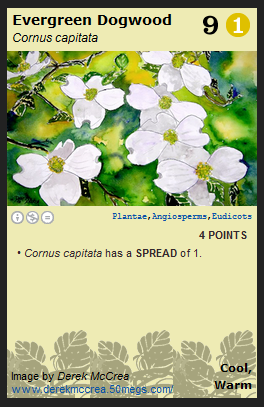 Evergreen Dogwood
Cornus capitata
9 1
Plantae, Angiosperms, Eudicots
4 POINTS
• Cornus capitata has a SPREAD of 1.
Cool,
Warm
Image by Derek McCrea
www.derekmccrea.50megs.com/